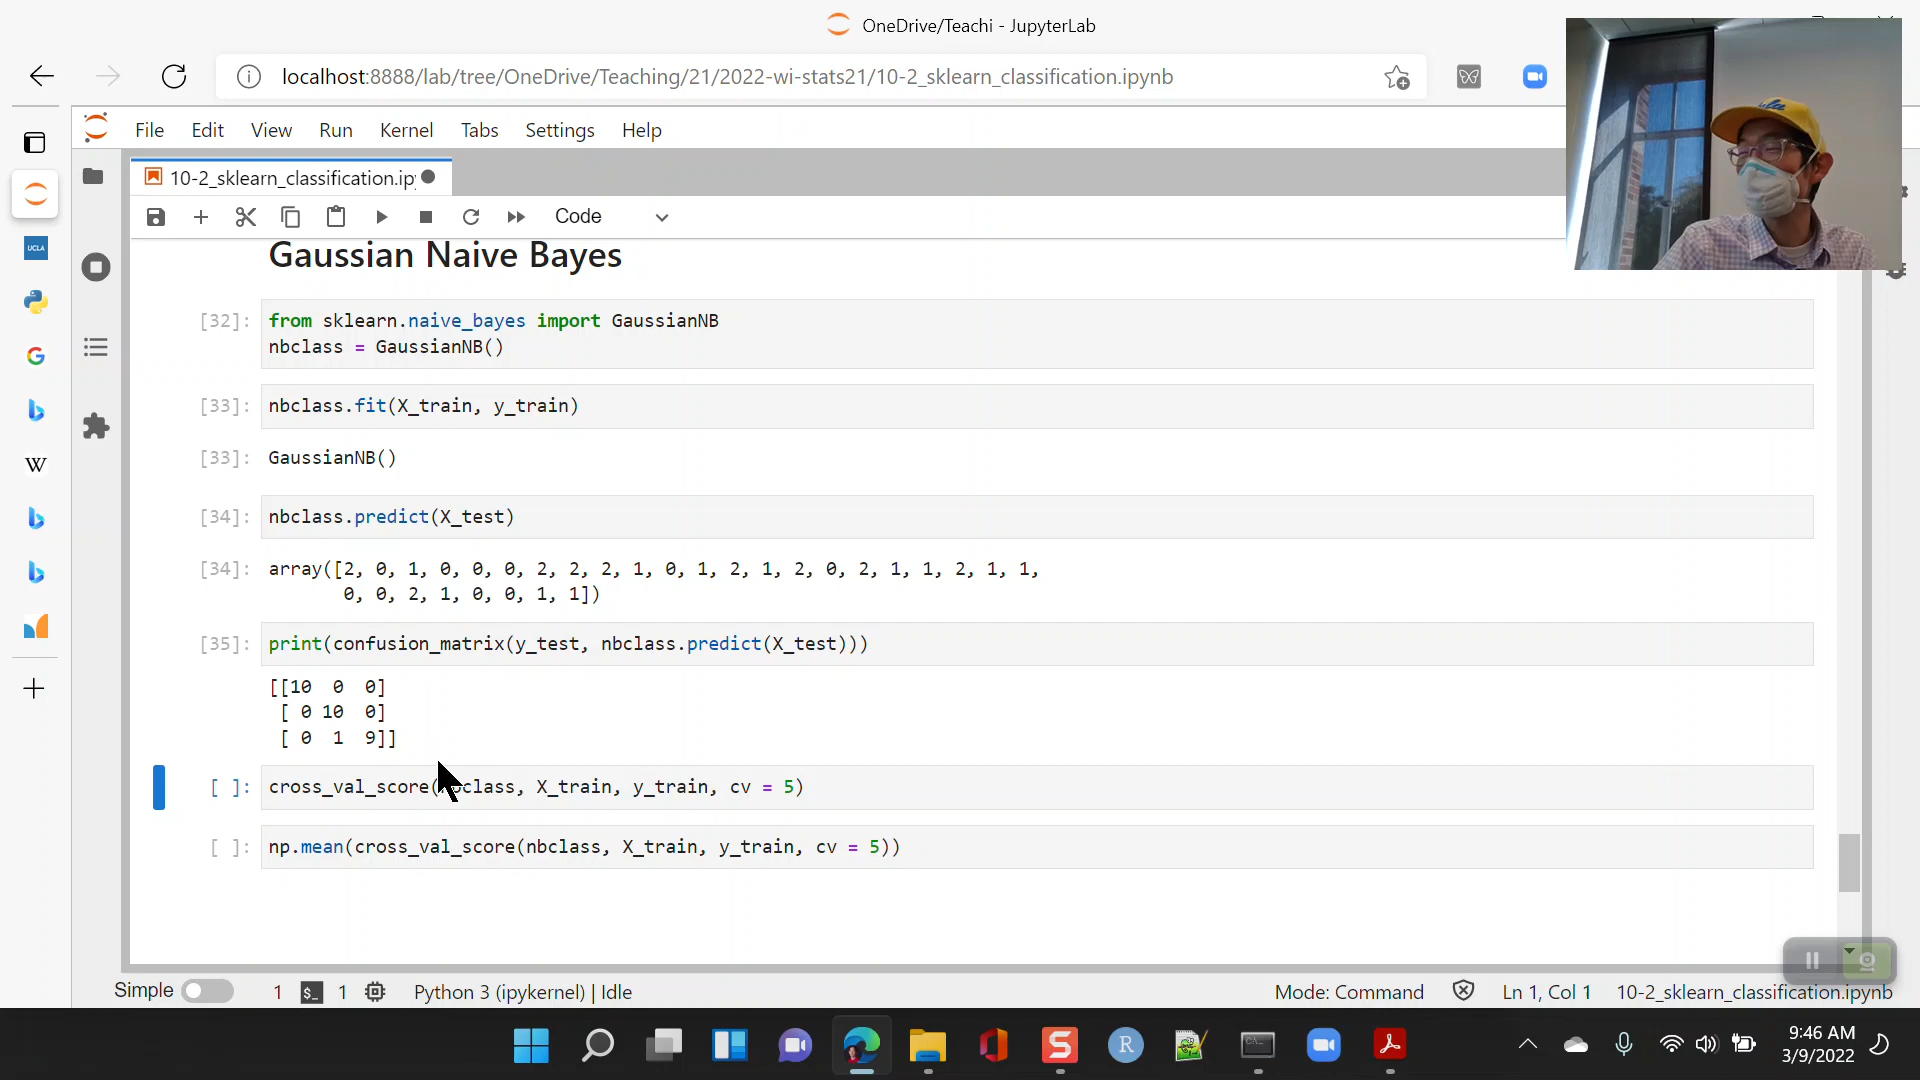 OneDrive/Teachi - JupyterLab
localhost:8888/lab/tree/OneDrive/Teaching/21/2022-wi-stats21/10-2_sklearn_classification.ipynb
File Edit View Run Kernel Tabs Settings Help
10-2_sklearn_classification.ip
Code
UCLA
Gaussian Naive Bayes
[32]: from sklearn.naive_bayes import GaussianNB
nbclass = GaussianNB()
[33]: nbclass.fit(X_train, y_train)
[33]: GaussianNB()
[34]: nbclass.predict(X_test)
[34]: array([2, 0, 1, 0, 0, 0, 2, 2, 2, 1, 0, 1, 2, 1, 2, 0, 2, 1, 1, 2, 1, 1,
0, 0, 2, 1, 0, 0, 1, 1])
[35]: print(confusion_matrix(y_test, nbclass.predict(X_test)))
[[10 0 0]
[ 0 10 0]
[ 0 1 9]]
[ ]: cross_val_score(nbclass, X_train, y_train, cv = 5)
[ ]: np.mean(cross_val_score(nbclass, X_train, y_train, cv = 5))
Simple 1 $_ 1 Python 3 (ipykernel) | Idle Mode: Command Ln 1, Col 1 10-2_sklearn_classification.ipynb
9:46 AM
3/9/2022